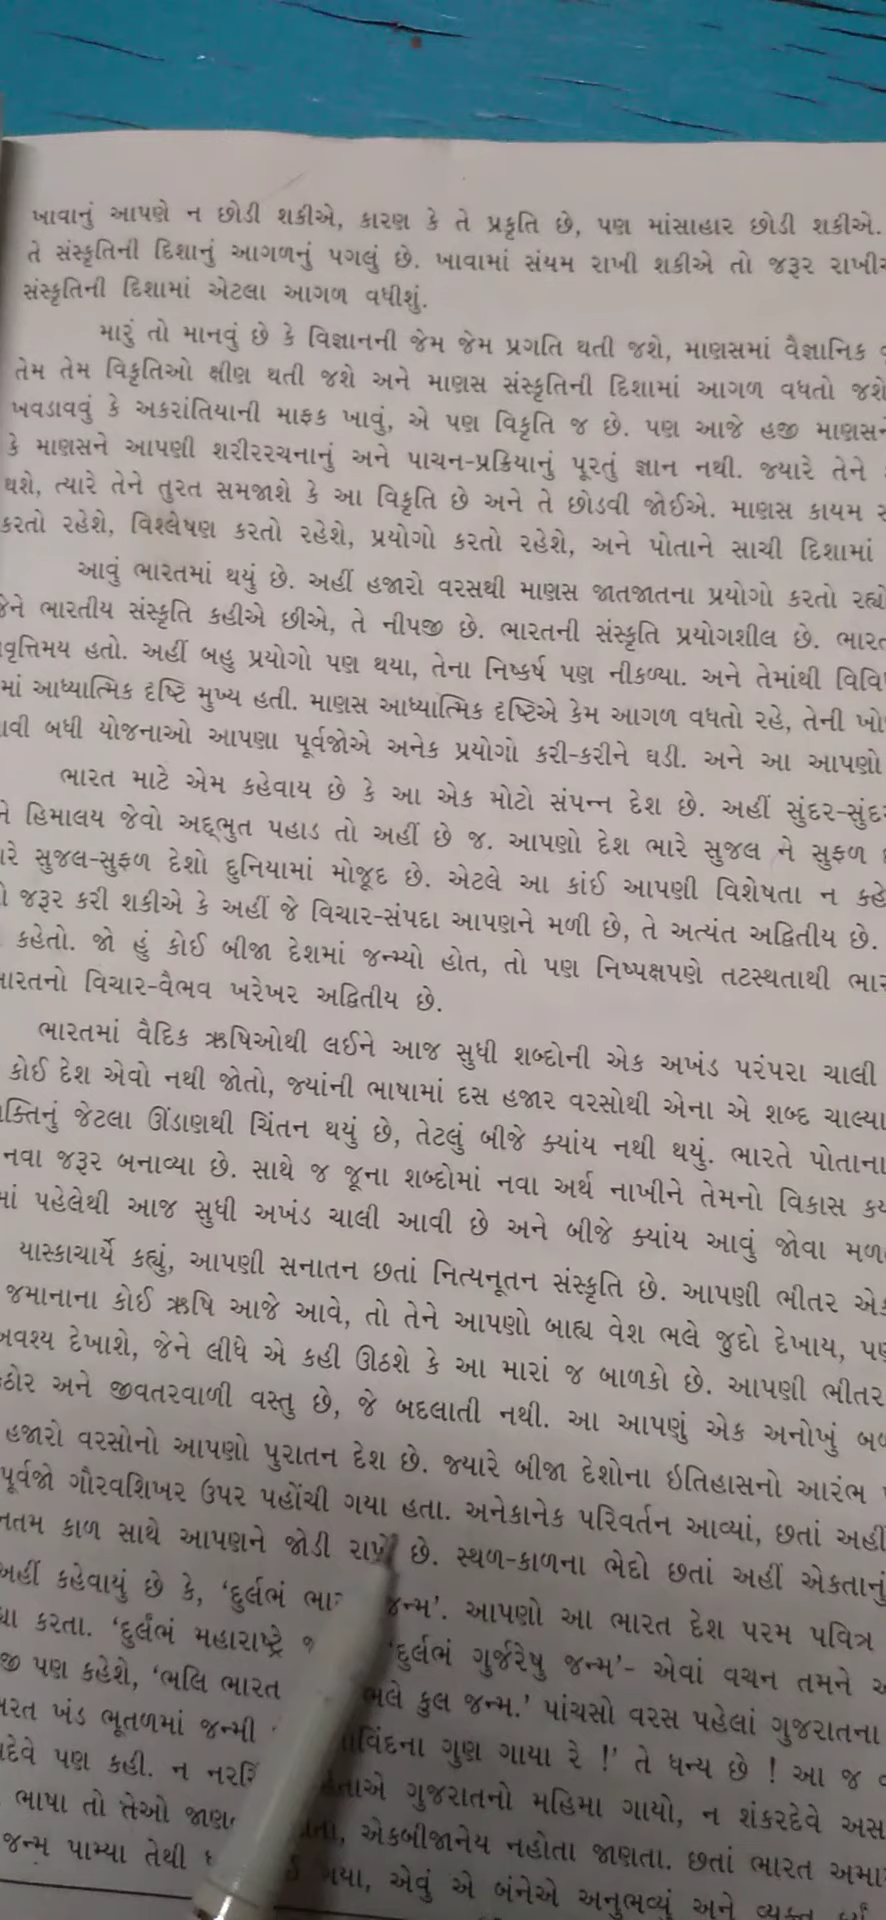 ખાવાનું આપણે ન છોડી શકીએ, કારણ કે તે પ્રકૃતિ છે, પણ માંસાહાર છોડી શકીએ.
તે સંસ્કૃતિની દિશાનું આગળનું પગલું છે. ખાવામાં સંયમ રાખી શકીએ તો જરૂર
સંસ્કૃતિની દિશામાં એટલા આગળ વધીશું.
મારું તો માનવું છે કે વિજ્ઞાનની જેમ જેમ પ્રગતિ થતી જશે, માણસમાં વૈજ્ઞાનિક
તેમ તેમ વિકૃતિઓ ક્ષીણ થતી જશે અને માણસ સંસ્કૃતિની દિશામાં આગળ વધતો જશે
ખવડાવવું કે અકરાંતિયાની માફક ખાવું, એ પણ વિકૃતિ જ છે. પણ આજે હજી
કે માણસને આપણી શરીરરચનાનું અને પાચન-પ્રક્રિયાનું પૂરતું જ્ઞાન નથી. જ્યારે તેને
થશે, ત્યારે તેને તુરત સમજાશે કે આ વિકૃતિ છે અને તે છોડવી જોઈએ. માણસ કાયમ
કરતો રહેશે, વિશ્લેષણ કરતો રહેશે, પ્રયોગો કરતો રહેશે, અને પોતાને સાચી દિશામાં
આવું ભારતમાં થયું છે. અહીં હજારો વરસથી માણસ જાતજાતના પ્રયોગો કરતો રહ્યો
જેને ભારતીય સંસ્કૃતિ કહીએ છીએ, તે નીપજી છે. ભારતની સંસ્કૃતિ પ્રયોગશીલ છે.
હતો. અહીં બહુ પ્રયોગો પણ થયા, તેના નિષ્કર્ષ પણ નીકળ્યા. અને તેમાંથી
આધ્યાત્મિક દૃષ્ટિ મુખ્ય હતી. માણસ આધ્યાત્મિક દૃષ્ટિએ કેમ આગળ વધતો રહે, તેની
બધી યોજનાઓ આપણા પૂર્વજોએ અનેક પ્રયોગો કરી-કરીને ઘડી. અને આ આપણો
ભારત માટે એમ કહેવાય છે કે આ એક મોટો સંપન્ન દેશ છે. અહીં
હિમાલય જેવો અદ્ભુત પહાડ તો અહીં છે જ. આપણો દેશ ભારે સુજલ ને સુફળ
સુજલ-સુફળ દેશો દુનિયામાં મોજૂદ છે. એટલે આ કાંઈ આપણી વિશેષતા ન
જરૂર કરી શકીએ કે અહીં જે વિચાર-સંપદા આપણને મળી છે, તે અત્યંત અદ્વિતીય છે.
કહેતો. જો હું કોઈ બીજા દેશમાં જન્મ્યો હોત, તો પણ નિષ્પક્ષપણે તટસ્થતાથી
વિચાર-વૈભવ ખરેખર અદ્વિતીય છે.
ભારતમાં વૈદિક ઋષિઓથી લઈને આજ સુધી શબ્દોની એક અખંડ પરંપરા ચાલી
કોઈ દેશ એવો નથી જોતો, જ્યાંની ભાષામાં દસ હજાર વરસોથી એના એ શબ્દ ચાલ્યા
જેટલા ઊંડાણથી ચિંતન થયું છે, તેટલું બીજે ક્યાંય નથી થયું. ભારતે પોતાના
નવા જરૂર બનાવ્યા છે. સાથે જ જૂના શબ્દોમાં નવા અર્થ નાખીને તેમનો વિકાસ
પહેલેથી આજ સુધી અખંડ ચાલી આવી છે અને બીજે ક્યાંય આવું જોવા
યાસ્કાચાર્યે કહ્યું, આપણી સનાતન છતાં નિત્યનૂતન સંસ્કૃતિ છે. આપણી ભીતર
જમાનાના કોઈ ઋષિ આજે આવે, તો તેને આપણો બાહ્ય વેશ ભલે જુદો દેખાય,
દેખાશે, જેને લીધે એ કહી ઊઠશે કે આ મારાં જ બાળકો છે. આપણી ભીતર
અને જીવતરવાળી વસ્તુ છે, જે બદલાતી નથી. આ આપણું એક અનોખું
હજારો વરસોનો આપણો પુરાતન દેશ છે. જ્યારે બીજા દેશોના ઇતિહાસનો આરંભ
પૂર્વજો ગૌરવશિખર ઉપર પહોંચી ગયા હતા. અનેકાનેક પરિવર્તન આવ્યાં, છતાં અહીં
કાળ સાથે આપણને જોડી છે. સ્થળ-કાળના ભેદો છતાં અહીં એકતાનું
અહીં કહેવાયું છે કે, 'દુર્લભં જન્મ'. આપણો આ ભારત દેશ પરમ પવિત્ર
કરતા. 'દુર્લભં મહારાષ્ટ્રે 'દુર્લભં ગુર્જરેષુ જન્મ'- એવાં વચન તમને
પણ કહેશે, 'ભલિ ભારત ભલે કુલ જન્મ.' પાંચસો વરસ પહેલાં ગુજરાતના
ખંડ ભૂતળમાં જન્મી ગુણ ગાયા રે !' તે ધન્ય છે ! આ જ
પણ કહી. ન ગુજરાતનો મહિમા ગાયો, ન શંકરદેવે
ભાષા તો તેઓ એકબીજાનેય નહોતા જાણતા. છતાં ભારત
જન્મ પામ્યા તેથી ગયા, એવું એ બંનેએ અનુભવ્યું અને